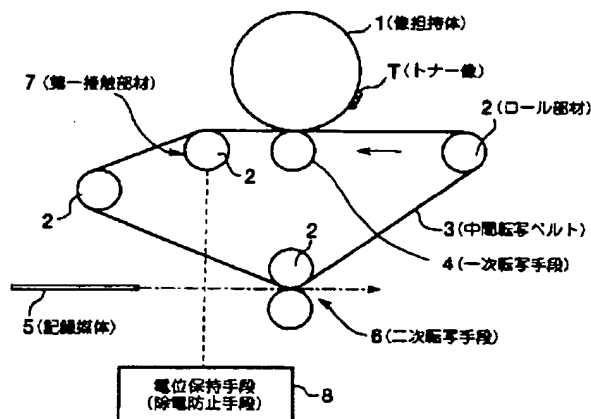 1(像担持体)
T(トナー像)
7(第一接触部材)
2(ロール部材)
2
2
3(中間転写ベルト)
2
4(一次転写手段)
5(記録媒体)
6(二次転写手段)
電位保持手段
(除電防止手段)
8